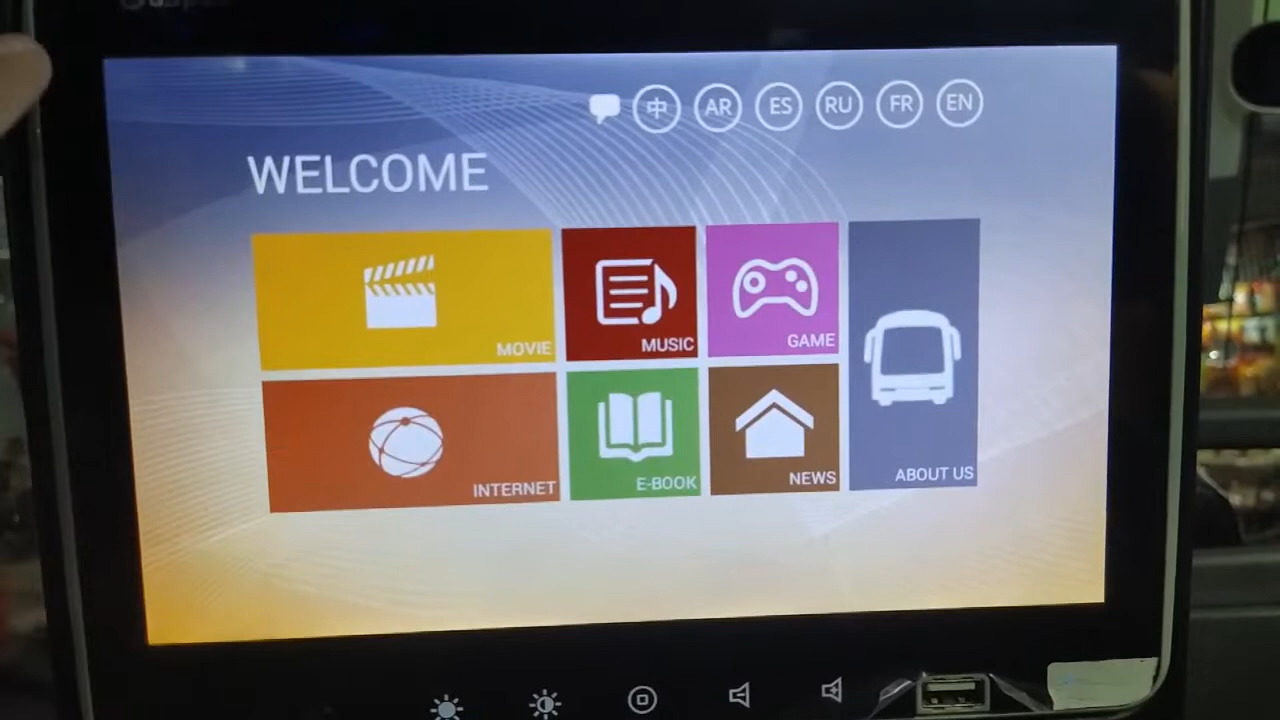 中 AR ES RU FR EN
WELCOME
MOVIE
MUSIC
GAME
INTERNET
E-BOOK
NEWS
ABOUT US